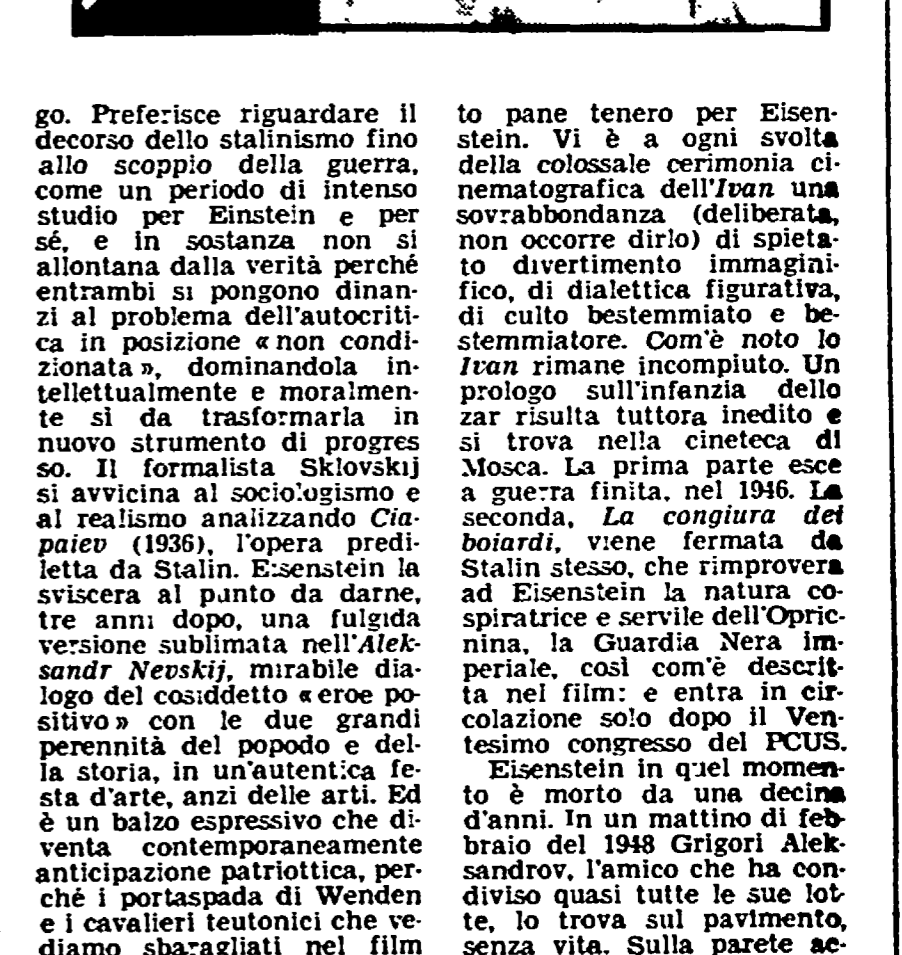 go. Preferisce riguardare il
decorso dello stalinismo fino
allo scoppio della guerra,
come un periodo di intenso
studio per Einstein e per
sé, e in sostanza non si
allontana dalla verità perché
entrambi si pongono dinan-
zi al problema dell'autocriti-
ca in posizione «non condi-
zionata», dominandola in-
tellettualmente e moralmen-
te sì da trasformarla in
nuovo strumento di progres
so. Il formalista Sklovskij
si avvicina al sociologismo e
al realismo analizzando Cia-
paiev (1936), l'opera predi-
letta da Stalin. Eisenstein la
sviscera al punto da darne,
tre anni dopo, una fulgida
versione sublimata nell'Alek-
sandr Nevskij, mirabile dia-
logo del cosiddetto «eroe po-
sitivo» con le due grandi
perennità del popodo e del-
la storia, in un'autentica fe-
sta d'arte, anzi delle arti. Ed
è un balzo espressivo che di-
venta contemporaneamente
anticipazione patriottica, per-
ché i portaspada di Wenden
e i cavalieri teutonici che ve-
diamo sbaragliati nel film
to pane tenero per Eisen-
stein. Vi è a ogni svolta
della colossale cerimonia ci-
nematografica dell'Ivan una
sovrabbondanza (deliberata,
non occorre dirlo) di spieta-
to divertimento immagini-
fico, di dialettica figurativa,
di culto bestemmiato e be-
stemmiatore. Com'è noto lo
Ivan rimane incompiuto. Un
prologo sull'infanzia dello
zar risulta tuttora inedito e
si trova nella cineteca di
Mosca. La prima parte esce
a guerra finita, nel 1946. La
seconda, La congiura dei
boiardi, viene fermata da
Stalin stesso, che rimprovera
ad Eisenstein la natura co-
spiratrice e servile dell'Opric-
nina, la Guardia Nera im-
periale, così com'è descrit-
ta nel film: e entra in cir-
colazione solo dopo il Ven-
tesimo congresso del PCUS.
Eisenstein in quel momen-
to è morto da una decina
d'anni. In un mattino di feb-
braio del 1948 Grigori Alek-
sandrov, l'amico che ha con-
diviso quasi tutte le sue lot-
te, lo trova sul pavimento,
senza vita. Sulla parete ac-